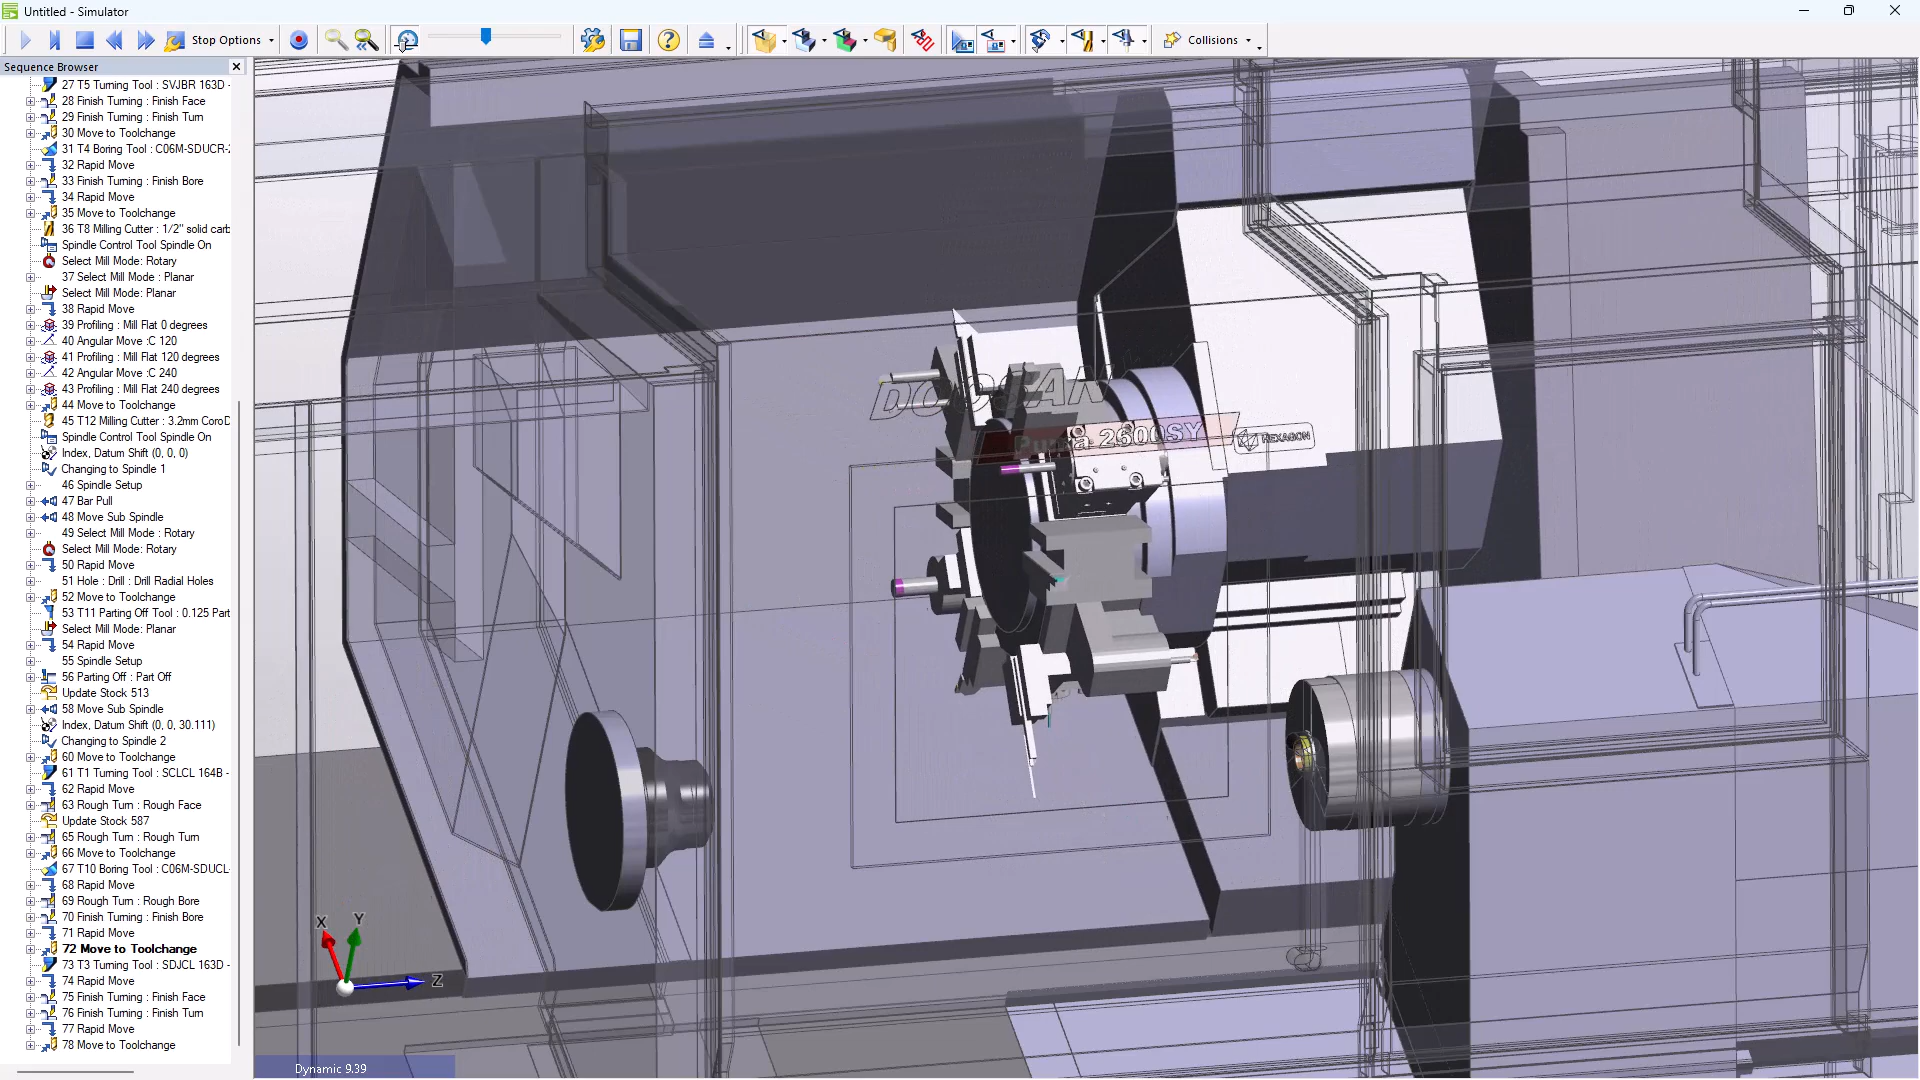 Untitled - Simulator
Stop Options
Collisions
Sequence Browser
27 T5 Turning Tool : SVJBR 163D -
28 Finish Turning : Finish Face
29 Finish Turning : Finish Turn
30 Move to Toolchange
31 T4 Boring Tool : C06M-SDUCR-2
32 Rapid Move
33 Finish Turning : Finish Bore
34 Rapid Move
35 Move to Toolchange
36 T8 Milling Cutter : 1/2" solid carb
Spindle Control Tool Spindle On
Select Mill Mode: Rotary
37 Select Mill Mode : Planar
Select Mill Mode: Planar
38 Rapid Move
39 Profiling : Mill Flat 0 degrees
40 Angular Move :C 120
41 Profiling : Mill Flat 120 degrees
42 Angular Move :C 240
43 Profiling : Mill Flat 240 degrees
44 Move to Toolchange
45 T12 Milling Cutter : 3.2mm CoroD
Spindle Control Tool Spindle On
Index, Datum Shift (0, 0, 0)
Changing to Spindle 1
46 Spindle Setup
47 Bar Pull
48 Move Sub Spindle
49 Select Mill Mode : Rotary
Select Mill Mode: Rotary
50 Rapid Move
51 Hole : Drill : Drill Radial Holes
52 Move to Toolchange
53 T11 Parting Off Tool : 0.125 Part
Select Mill Mode: Planar
54 Rapid Move
55 Spindle Setup
56 Parting Off : Part Off
Update Stock 513
58 Move Sub Spindle
Index, Datum Shift (0, 0, 30.111)
Changing to Spindle 2
60 Move to Toolchange
61 T1 Turning Tool : SCLCL 164B -
62 Rapid Move
63 Rough Turn : Rough Face
Update Stock 587
65 Rough Turn : Rough Turn
66 Move to Toolchange
67 T10 Boring Tool : C06M-SDUCL-
68 Rapid Move
69 Rough Turn : Rough Bore
70 Finish Turning : Finish Bore
71 Rapid Move
72 Move to Toolchange
73 T3 Turning Tool : SDJCL 163D -
74 Rapid Move
75 Finish Turning : Finish Face
76 Finish Turning : Finish Turn
77 Rapid Move
78 Move to Toolchange
DOOSAN
Puma 2600SY
HEXAGON
X
Y
Z
Dynamic 9.39